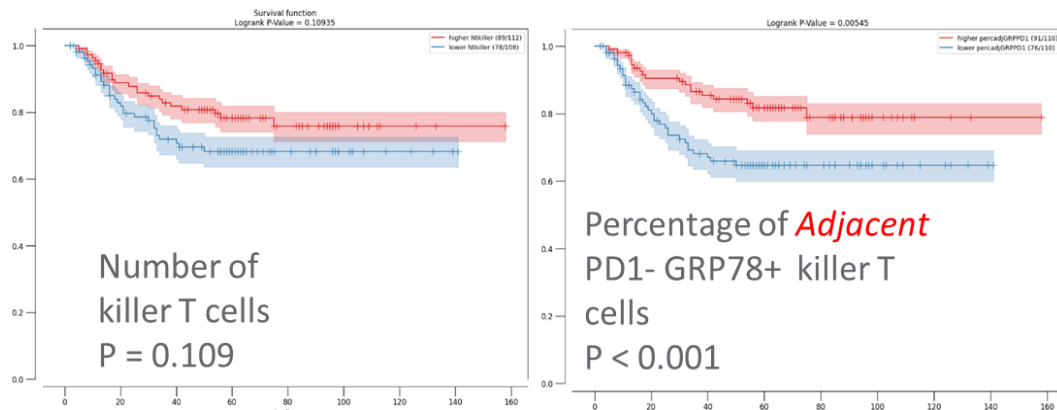 Survival function
Logrank P-Value = 0.10935
higher Ntkiller (89/112)
lower Ntkiller (78/108)
1.0
0.8
0.6
0.4
0.2
0.0
0 20 40 60 80 100 120 140 160
Number of
killer T cells
P = 0.109
Logrank P-Value = 0.00545
higher percadjGRPPD1 (91/110)
lower percadjGRPPD1 (76/110)
1.0
0.8
0.6
0.4
0.2
0.0
0 20 40 60 80 100 120 140 160
Percentage of Adjacent
PD1- GRP78+ killer T
cells
P < 0.001